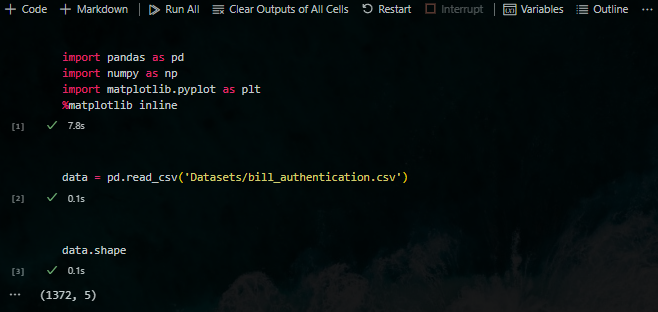 Code Markdown Run All Clear Outputs of All Cells Restart Interrupt Variables Outline ...
import pandas as pd
import numpy as np
import matplotlib.pyplot as plt
%matplotlib inline
[1] 7.8s
data = pd.read_csv('Datasets/bill_authentication.csv')
[2] 0.1s
data.shape
[3] 0.1s
... (1372, 5)